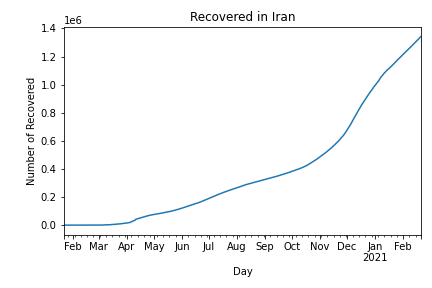 Recovered in Iran
1e6
1.4
1.2
1.0
0.8
0.6
0.4
0.2
0.0
Number of Recovered
Feb Mar Apr May Jun Jul Aug Sep Oct Nov Dec Jan Feb
2021
Day